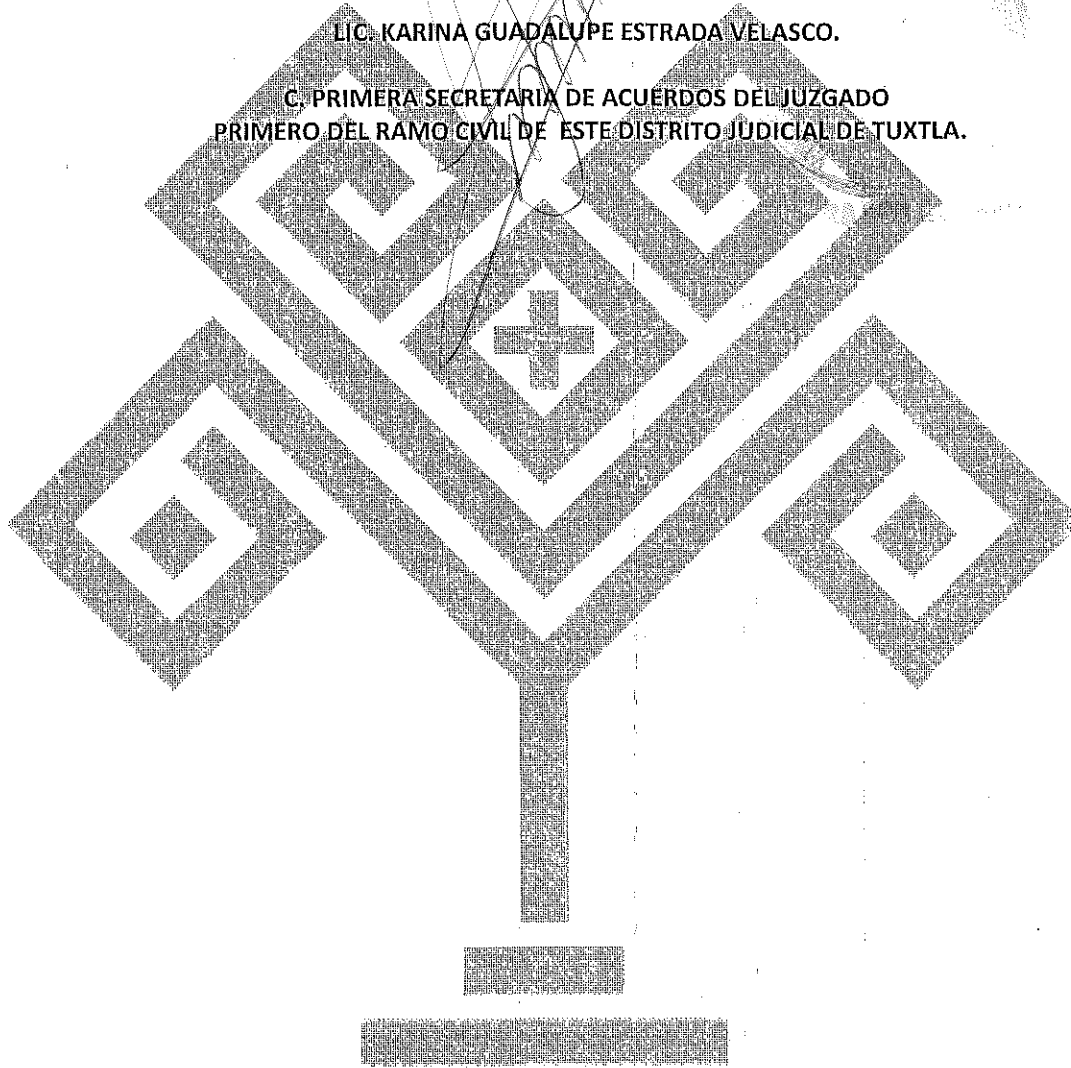 LIC. KARINA GUADALUPE ESTRADA VELASCO.
C. PRIMERA SECRETARIA DE ACUERDOS DEL JUZGADO
PRIMERO DEL RAMO CIVIL DE ESTE DISTRITO JUDICIAL DE TUXTLA.